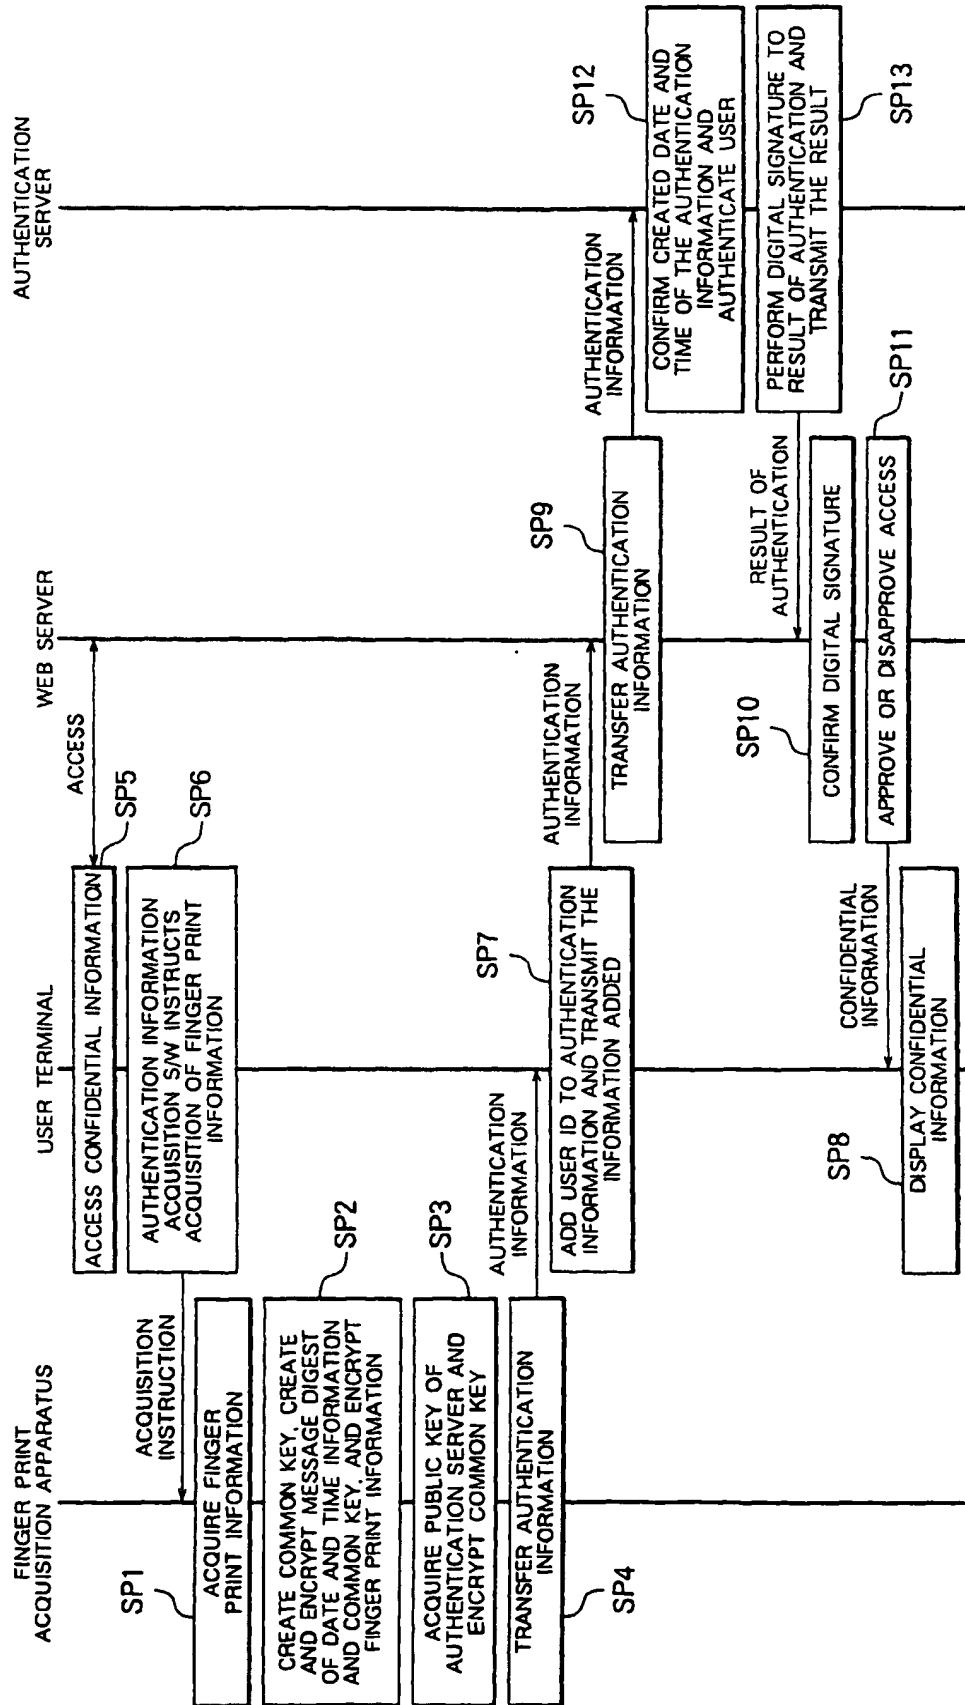 FINGER PRINT
ACQUISITION APPARATUS
USER TERMINAL
WEB SERVER
AUTHENTICATION
SERVER
ACCESS CONFIDENTIAL INFORMATION
SP5
ACCESS
AUTHENTICATION INFORMATION
ACQUISITION S/W INSTRUCTS
ACQUISITION OF FINGER PRINT
INFORMATION
SP6
ACQUISITION
INSTRUCTION
SP1
ACQUIRE FINGER
PRINT INFORMATION
CREATE COMMON KEY, CREATE
AND ENCRYPT MESSAGE DIGEST
OF DATE AND TIME INFORMATION
AND COMMON KEY, AND ENCRYPT
FINGER PRINT INFORMATION
SP2
ACQUIRE PUBLIC KEY OF
AUTHENTICATION SERVER AND
ENCRYPT COMMON KEY
SP3
TRANSFER AUTHENTICATION
INFORMATION
SP4
AUTHENTICATION
INFORMATION
SP7
ADD USER ID TO AUTHENTICATION
INFORMATION AND TRANSMIT THE
INFORMATION ADDED
AUTHENTICATION
INFORMATION
SP9
TRANSFER AUTHENTICATION
INFORMATION
AUTHENTICATION
INFORMATION
SP12
CONFIRM CREATED DATE AND
TIME OF THE AUTHENTICATION
INFORMATION AND
AUTHENTICATE USER
PERFORM DIGITAL SIGNATURE TO
RESULT OF AUTHENTICATION AND
TRANSMIT THE RESULT
SP13
RESULT OF
AUTHENTICATION
SP10
CONFIRM DIGITAL SIGNATURE
APPROVE OR DISAPPROVE ACCESS
SP11
CONFIDENTIAL
INFORMATION
SP8
DISPLAY CONFIDENTIAL
INFORMATION